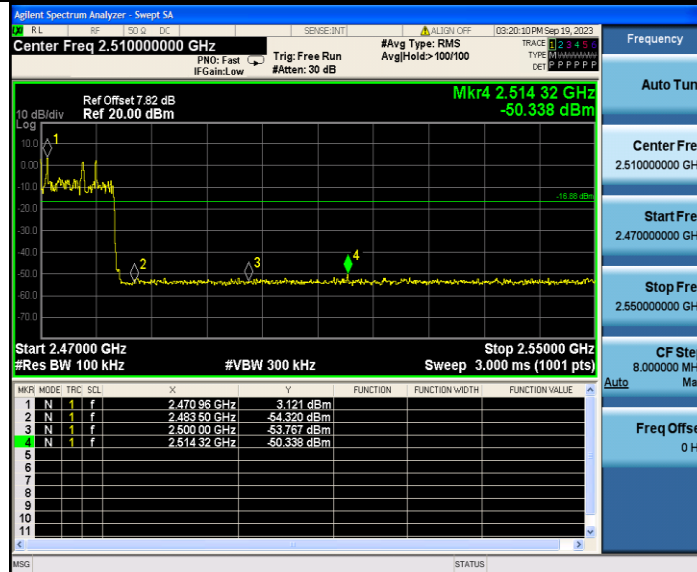 Agilent Spectrum Analyzer - Swept SA
RL RF 50 Ω DC SENSE:INT ALIGN OFF 03:20:10 PM Sep 19, 2023
Center Freq 2.510000000 GHz
PNO: Fast
IFGain:Low
Trig: Free Run
#Atten: 30 dB
#Avg Type: RMS
Avg|Hold:>100/100
TRACE 1 2 3 4 5 6
TYPE M
DET P P P P P P
Ref Offset 7.82 dB
10 dB/div Ref 20.00 dBm
Log
Mkr4 2.514 32 GHz
-50.338 dBm
10.0
0.00
-10.0
-20.0
-30.0
-40.0
-50.0
-60.0
-70.0
1
2
3
4
-16.88 dBm
Start 2.47000 GHz Stop 2.55000 GHz
#Res BW 100 kHz #VBW 300 kHz Sweep 3.000 ms (1001 pts)
MKR MODE TRC SCL X Y FUNCTION FUNCTION WIDTH FUNCTION VALUE
1 N 1 f 2.470 96 GHz 3.121 dBm
2 N 1 f 2.483 50 GHz -54.320 dBm
3 N 1 f 2.500 00 GHz -53.767 dBm
4 N 1 f 2.514 32 GHz -50.338 dBm
5
6
7
8
9
10
11
MSG STATUS
Frequency
Auto Tun
Center Fre
2.510000000 GH
Start Fre
2.470000000 GH
Stop Fre
2.550000000 GH
CF Ste
8.000000 MH
Auto Ma
Freq Offse
0 H